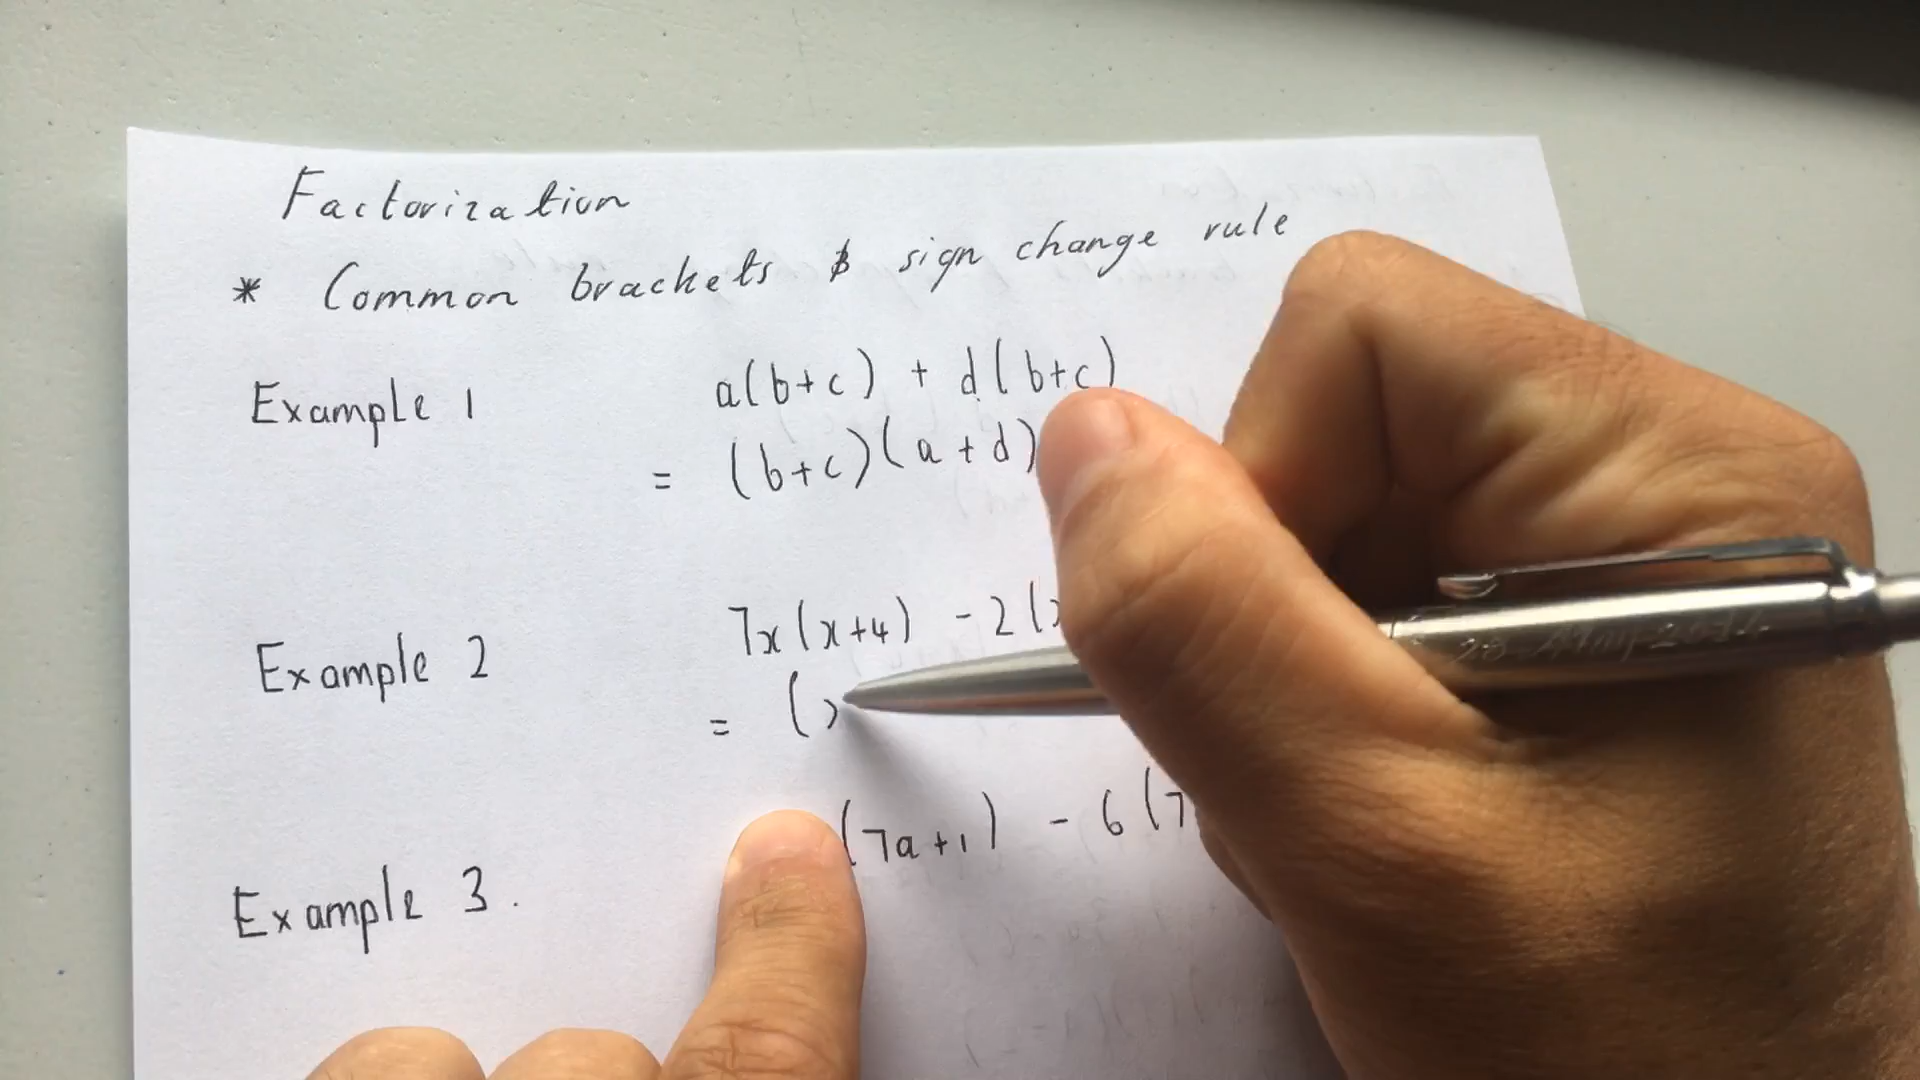 Factorization
* Common brackets & sign change rule
Example 1
a(b+c) + d(b+c)
= (b+c)(a+d)
Example 2
7x(x+4) - 2(
= (
Example 3.
(7a+1) - 6(7